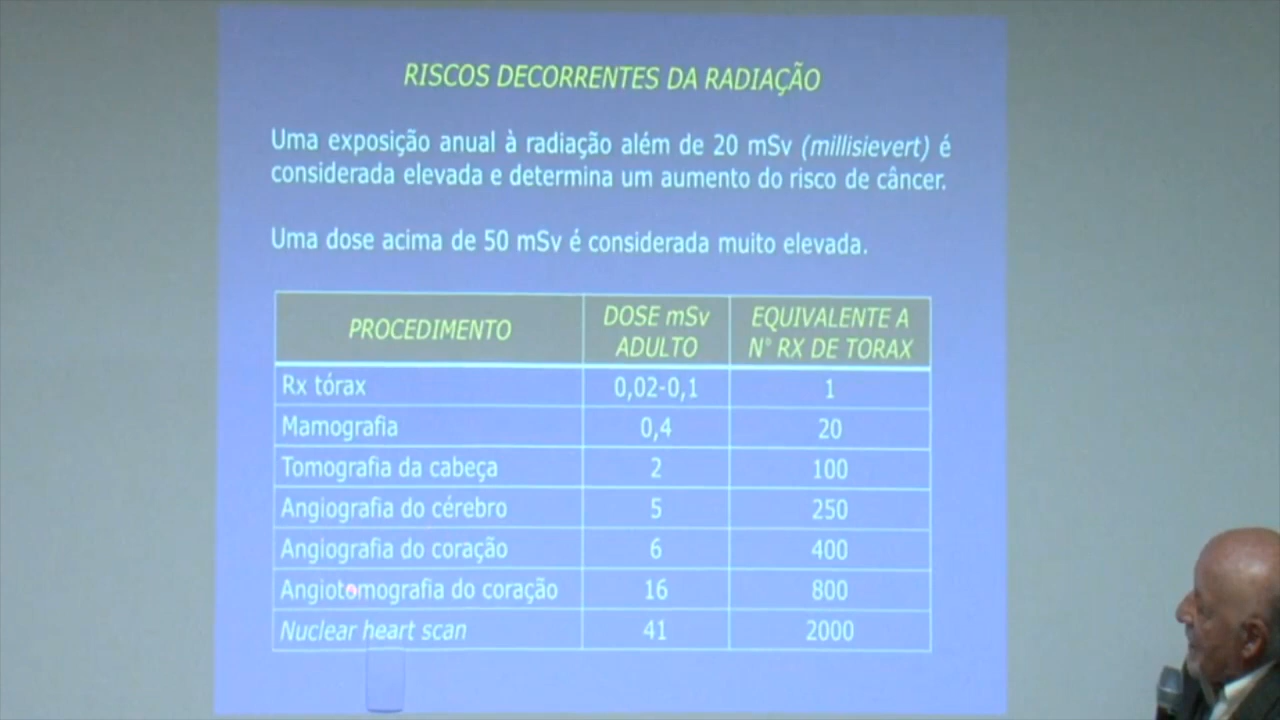 RISCOS DECORRENTES DA RADIAÇÃO
Uma exposição anual à radiação além de 20 mSv (millisievert) é
considerada elevada e determina um aumento do risco de câncer.
Uma dose acima de 50 mSv é considerada muito elevada.
PROCEDIMENTO DOSE mSv ADULTO EQUIVALENTE A N° RX DE TORAX
Rx tórax 0,02-0,1 1
Mamografia 0,4 20
Tomografia da cabeça 2 100
Angiografia do cérebro 5 250
Angiografia do coração 6 400
Angiotomografia do coração 16 800
Nuclear heart scan 41 2000